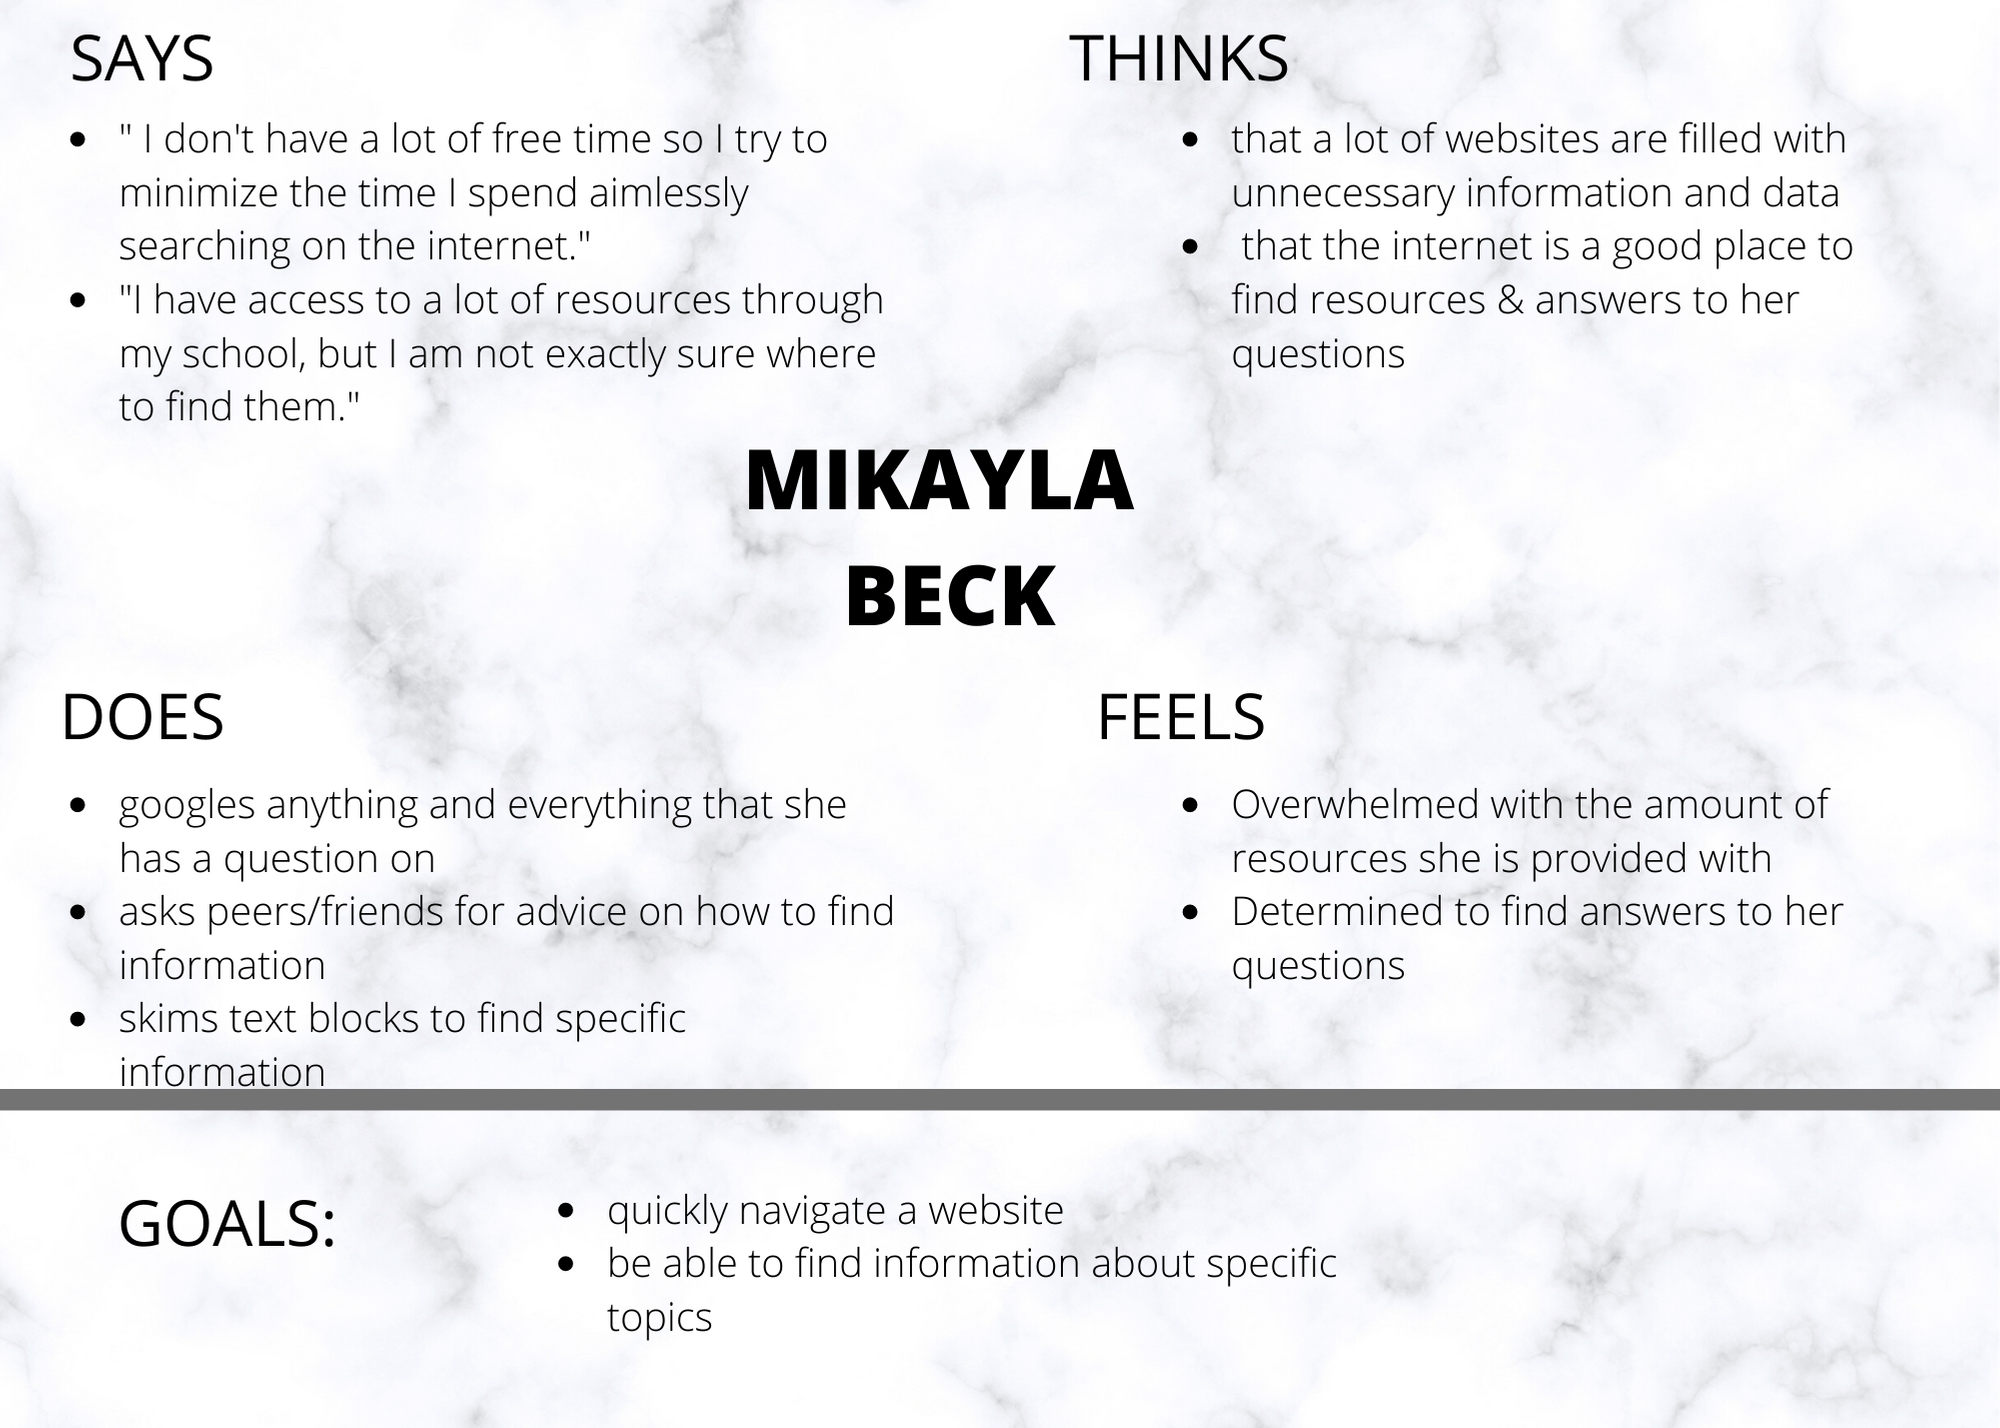 SAYS
• " I don't have a lot of free time so I try to
minimize the time I spend aimlessly
searching on the internet."
• "I have access to a lot of resources through
my school, but I am not exactly sure where
to find them."
THINKS
• that a lot of websites are filled with
unnecessary information and data
• that the internet is a good place to
find resources & answers to her
questions
MIKAYLA
BECK
DOES
• googles anything and everything that she
has a question on
• asks peers/friends for advice on how to find
information
• skims text blocks to find specific
information
FEELS
• Overwhelmed with the amount of
resources she is provided with
• Determined to find answers to her
questions
GOALS:
• quickly navigate a website
• be able to find information about specific
topics